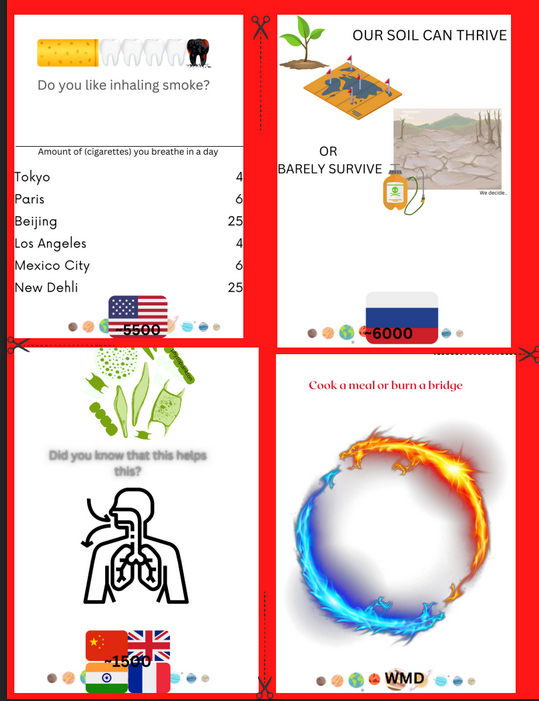 Do you like inhaling smoke?
Amount of (cigarettes) you breathe in a day
Tokyo 4
Paris 6
Beijing 25
Los Angeles 4
Mexico City 6
New Dehli 25
~5500
OUR SOIL CAN THRIVE
OR
BARELY SURVIVE
We decide..
~6000
Did you know that this helps
this?
~1500
Cook a meal or burn a bridge
WMD